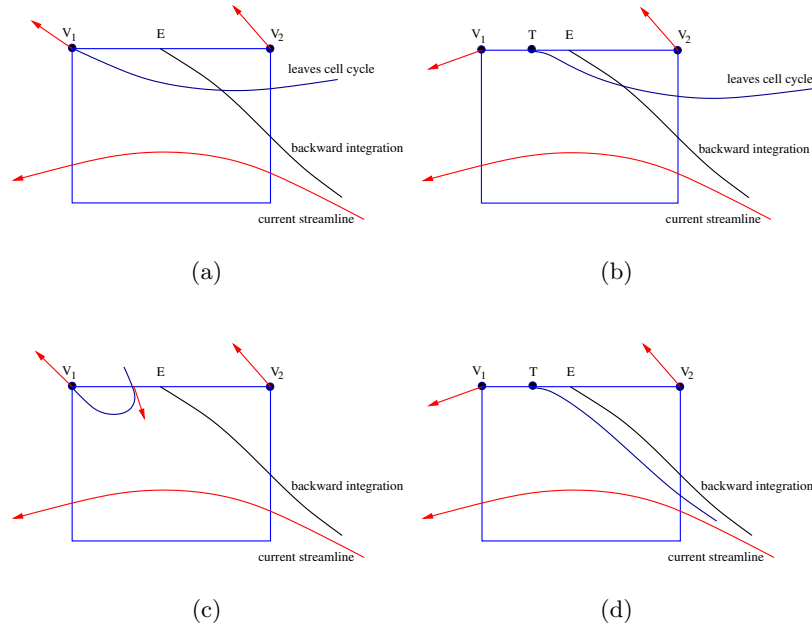 V1 E V2
leaves cell cycle
backward integration
current streamline
(a)
V1 T E V2
leaves cell cycle
backward integration
current streamline
(b)
V1 E V2
backward integration
current streamline
(c)
V1 T E V2
backward integration
current streamline
(d)